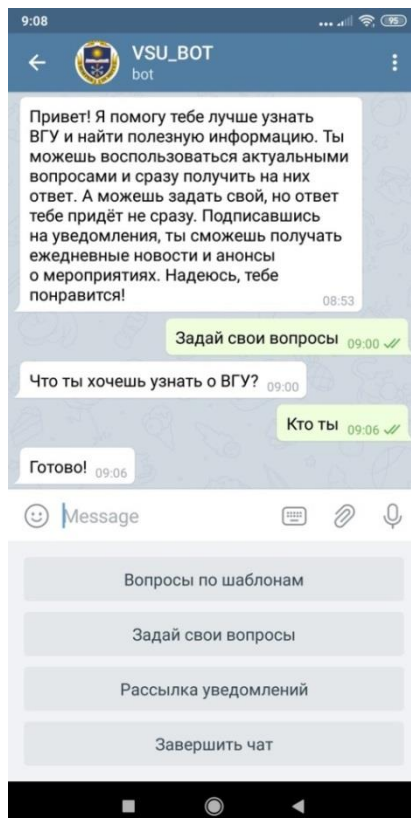 9:08
95
VSU_BOT
bot
Привет! Я помогу тебе лучше узнать
ВГУ и найти полезную информацию. Ты
можешь воспользоваться актуальными
вопросами и сразу получить на них
ответ. А можешь задать свой, но ответ
тебе придёт не сразу. Подписавшись
на уведомления, ты сможешь получать
ежедневные новости и анонсы
о мероприятиях. Надеюсь, тебе
понравится!
08:53
Задай свои вопросы 09:00
Что ты хочешь узнать о ВГУ? 09:00
Кто ты 09:06
Готово! 09:06
Message
Вопросы по шаблонам
Задай свои вопросы
Рассылка уведомлений
Завершить чат